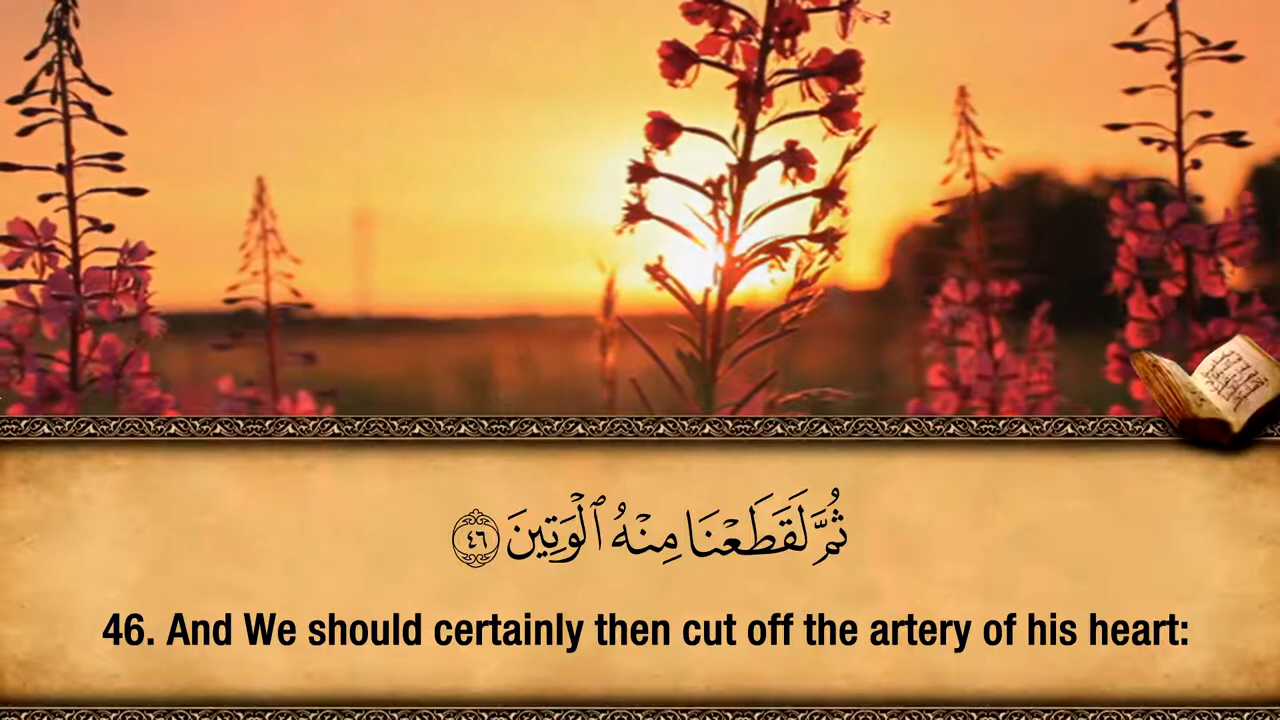 ثُمَّ لَقَطَعْنَا مِنْهُ ٱلْوَتِينَ ٤٦
46. And We should certainly then cut off the artery of his heart: